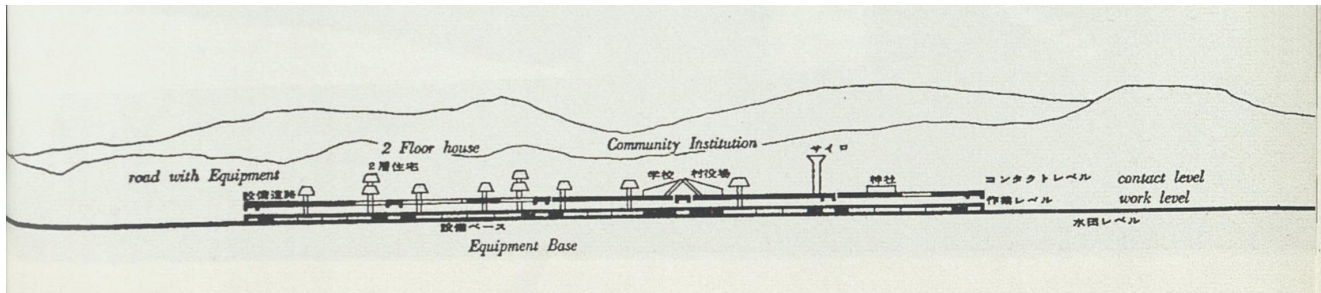 2 Floor house
Community Institution
サイロ
2層住宅
road with Equipment
学校
村役場
神社
コンタクトレベル
contact level
設備道路
作業レベル
work level
設備ベース
水田レベル
Equipment Base